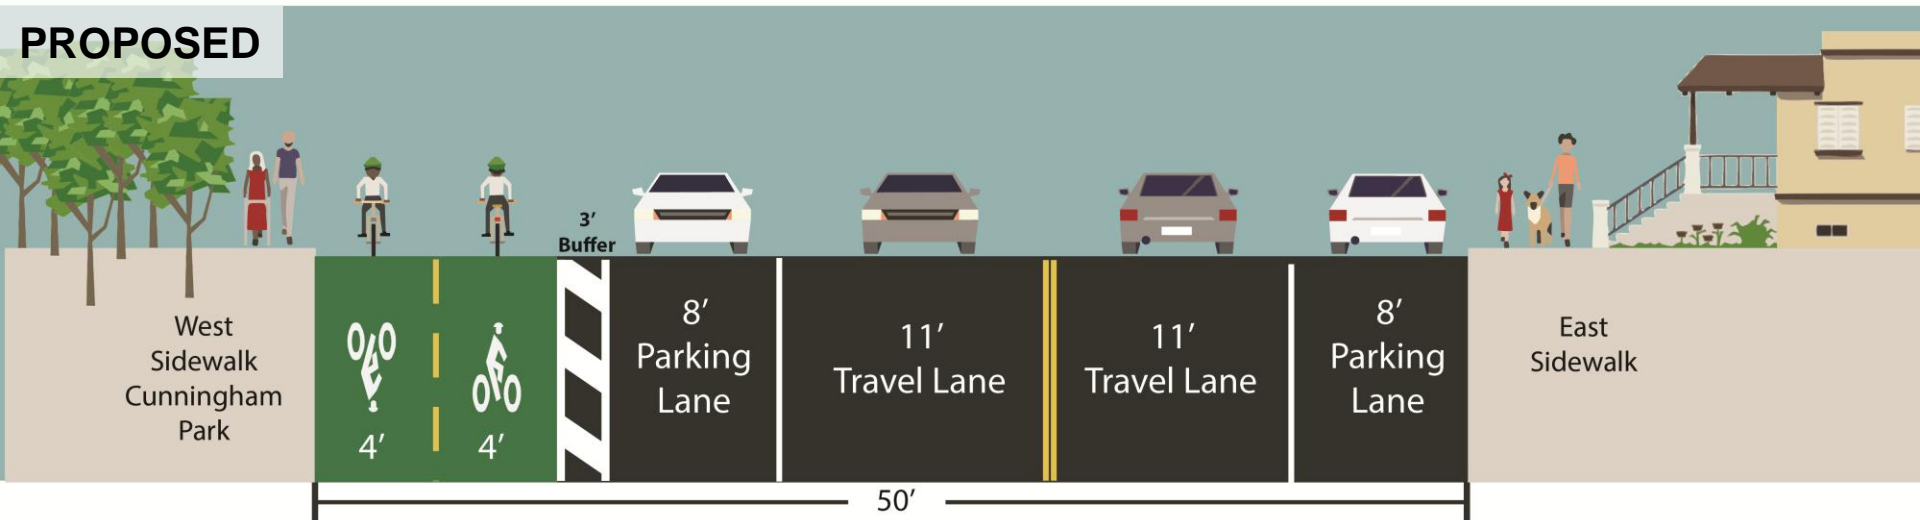 PROPOSED
West
Sidewalk
Cunningham
Park
4’
4’
3’
Buffer
8’
Parking
Lane
11’
Travel Lane
11’
Travel Lane
8’
Parking
Lane
East
Sidewalk
50’